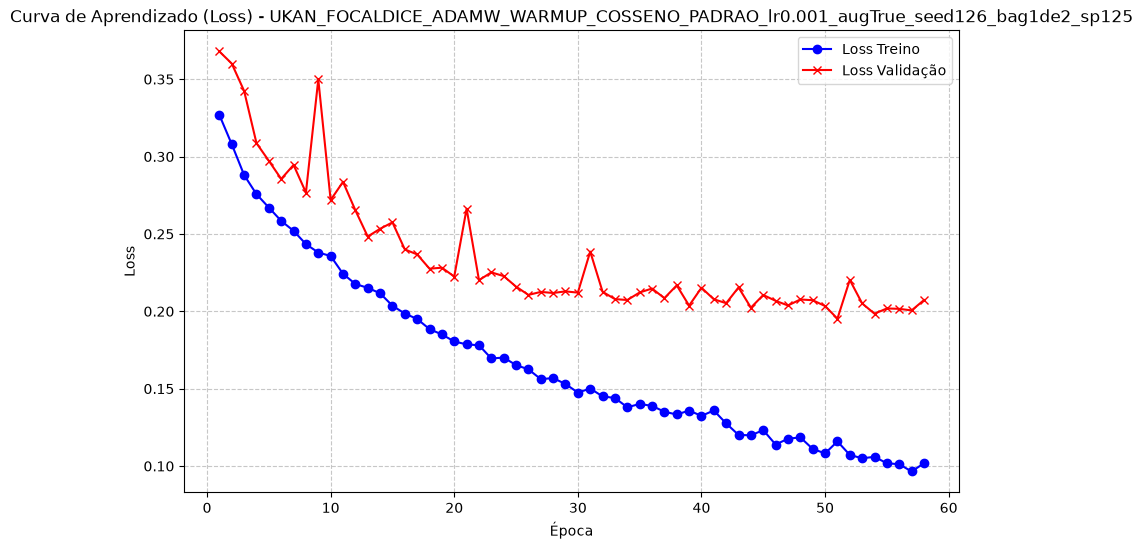 Curva de Aprendizado (Loss) - UKAN_FOCALDICE_ADAMW_WARMUP_COSSENO_PADRAO_lr0.001_augTrue_seed126_bag1de2_sp125
Loss Treino
Loss Validação
0.35
0.30
0.25
0.20
0.15
0.10
Loss
0 10 20 30 40 50 60
Época